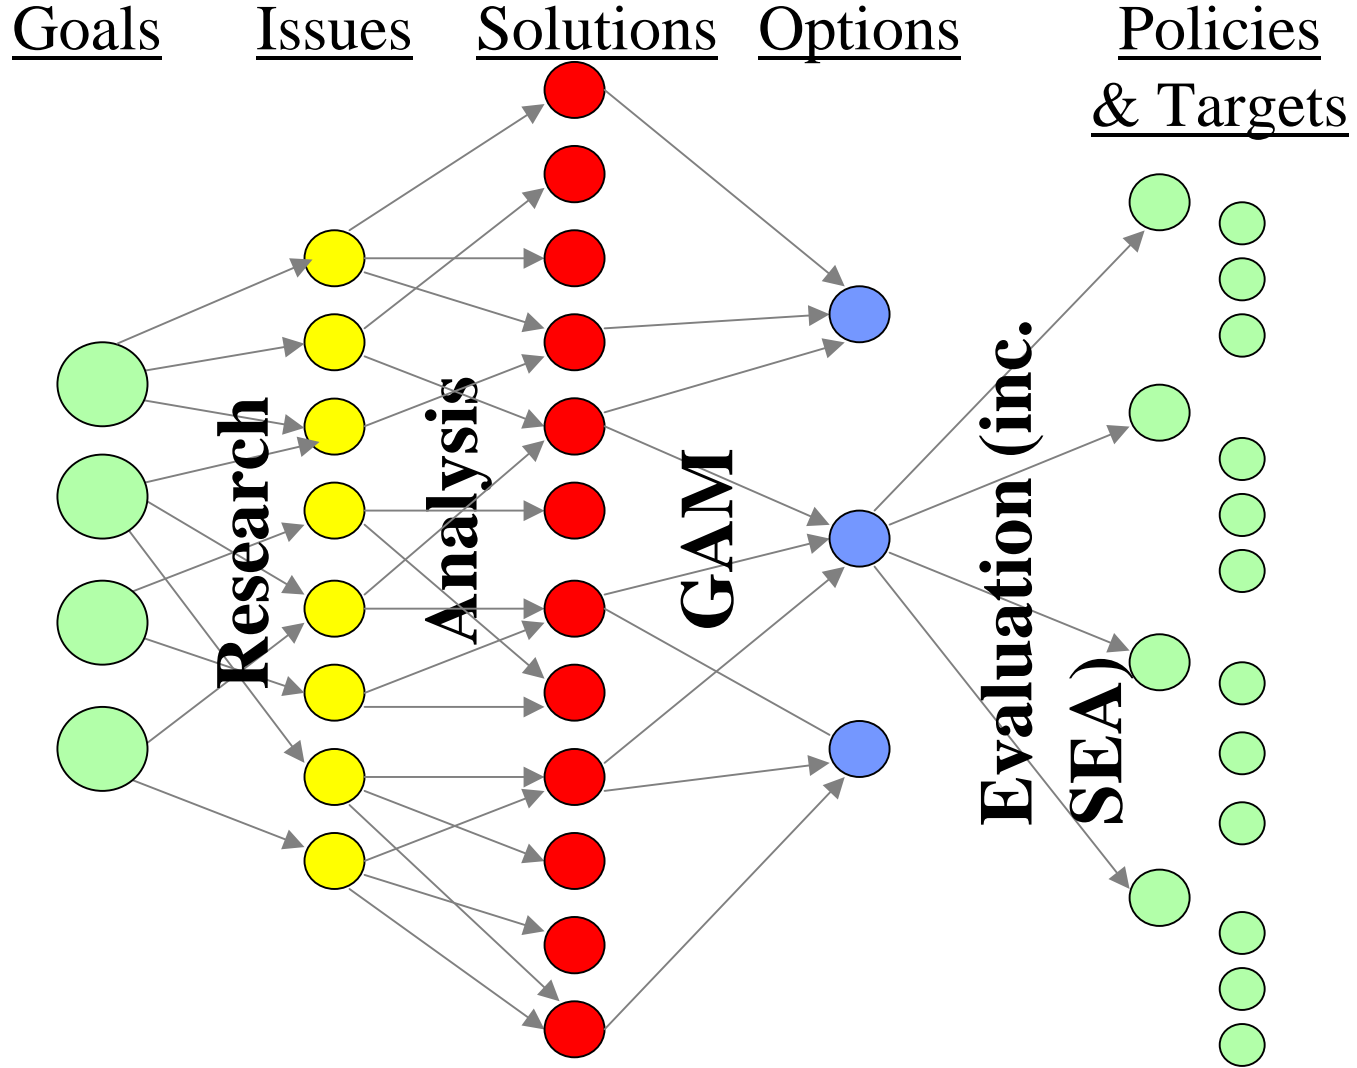 Goals
Issues
Solutions
Options
Policies
& Targets
Research
Analysis
GAM
Evaluation (inc.
SEA)